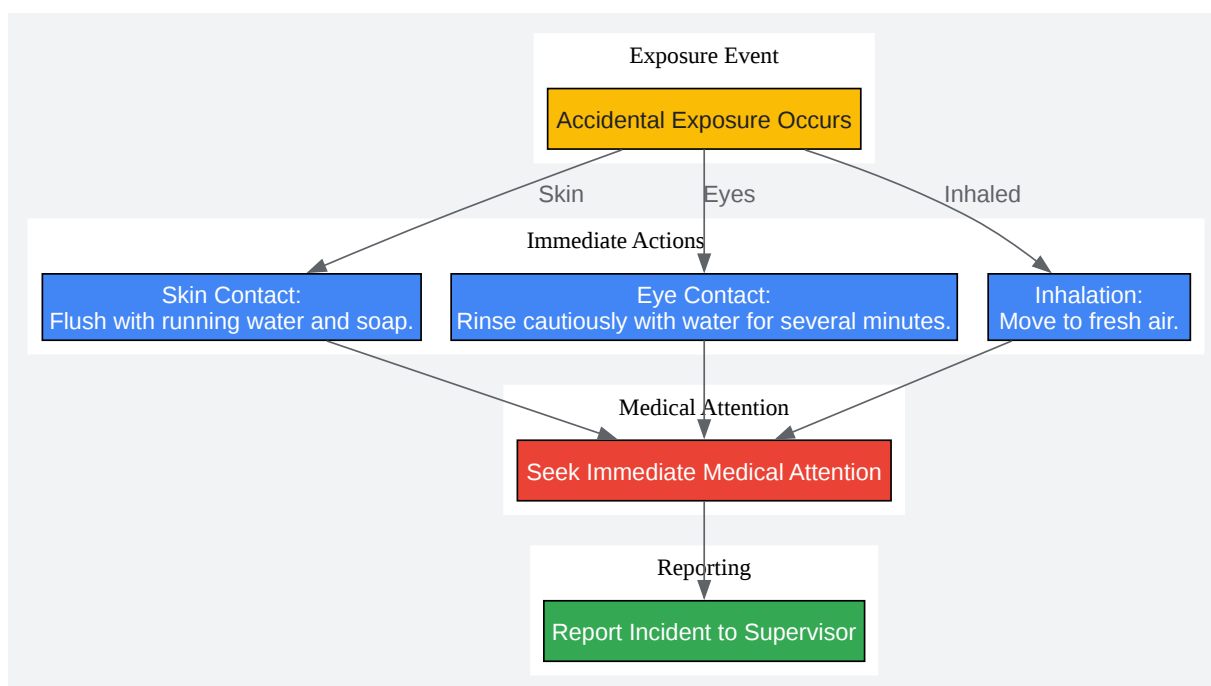 Exposure Event
Accidental Exposure Occurs
Skin
Eyes
Inhaled
Immediate Actions
Skin Contact:
Flush with running water and soap.
Eye Contact:
Rinse cautiously with water for several minutes.
Inhalation:
Move to fresh air.
Medical Attention
Seek Immediate Medical Attention
Reporting
Report Incident to Supervisor